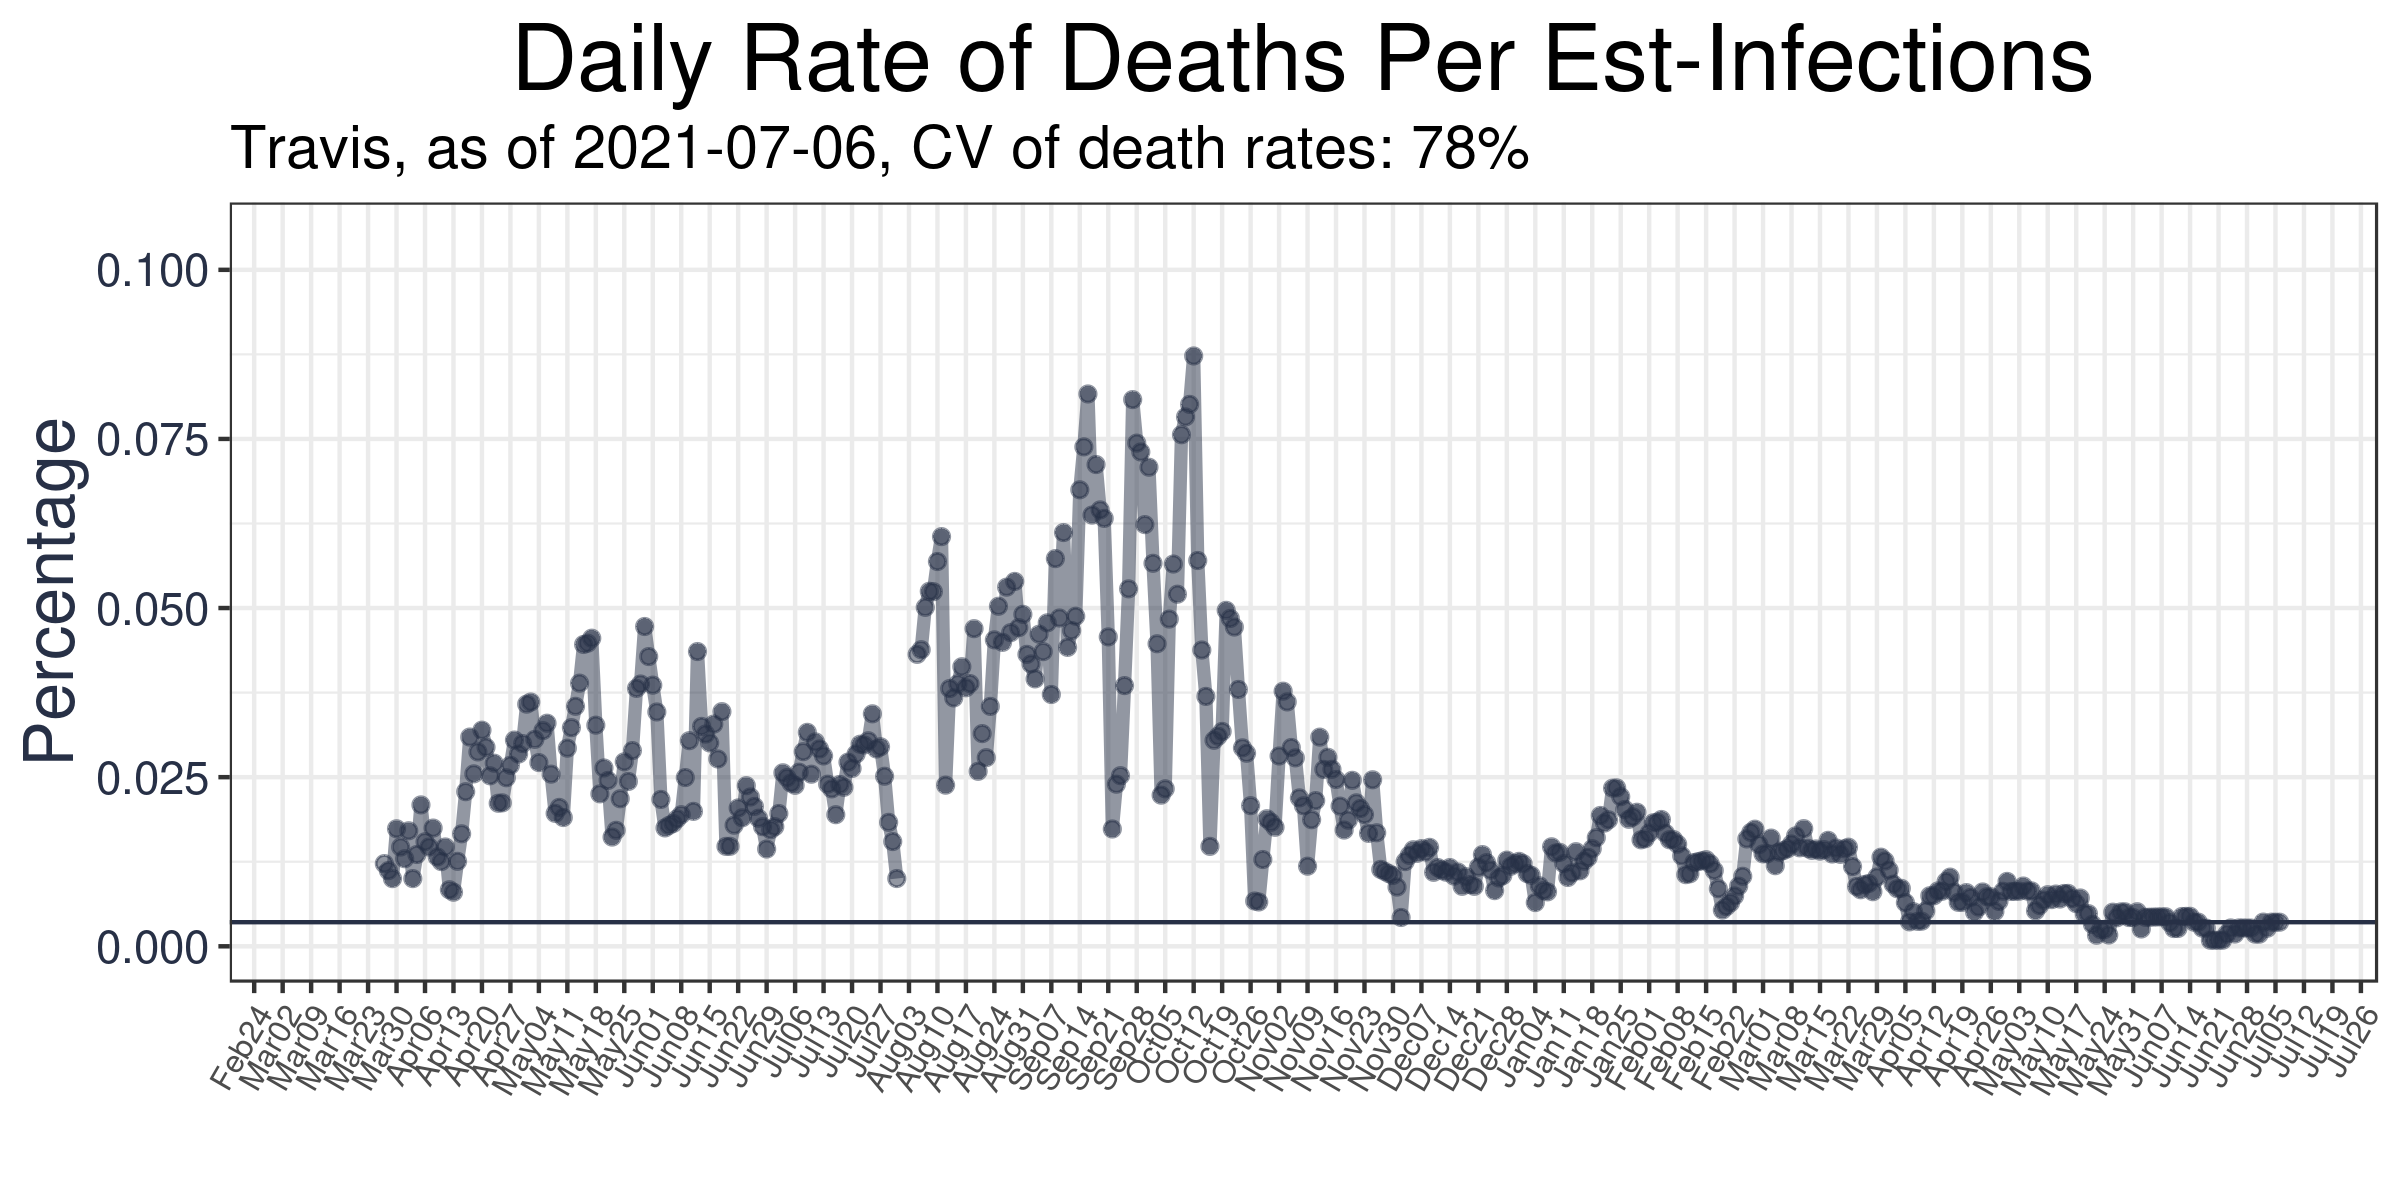 Daily Rate of Deaths Per Est-Infections
Travis, as of 2021-07-06, CV of death rates: 78%
Percentage
0.100
0.075
0.050
0.025
0.000
Feb24
Mar02
Mar09
Mar16
Mar23
Mar30
Apr06
Apr13
Apr20
Apr27
May04
May11
May18
May25
Jun01
Jun08
Jun15
Jun22
Jun29
Jul06
Jul13
Jul20
Jul27
Aug03
Aug10
Aug17
Aug24
Aug31
Sep07
Sep14
Sep21
Sep28
Oct05
Oct12
Oct19
Oct26
Nov02
Nov09
Nov16
Nov23
Nov30
Dec07
Dec14
Dec21
Dec28
Jan04
Jan11
Jan18
Jan25
Feb01
Feb08
Feb15
Feb22
Mar01
Mar08
Mar15
Mar22
Mar29
Apr05
Apr12
Apr19
Apr26
May03
May10
May17
May24
May31
Jun07
Jun14
Jun21
Jun28
Jul05
Jul12
Jul19
Jul26